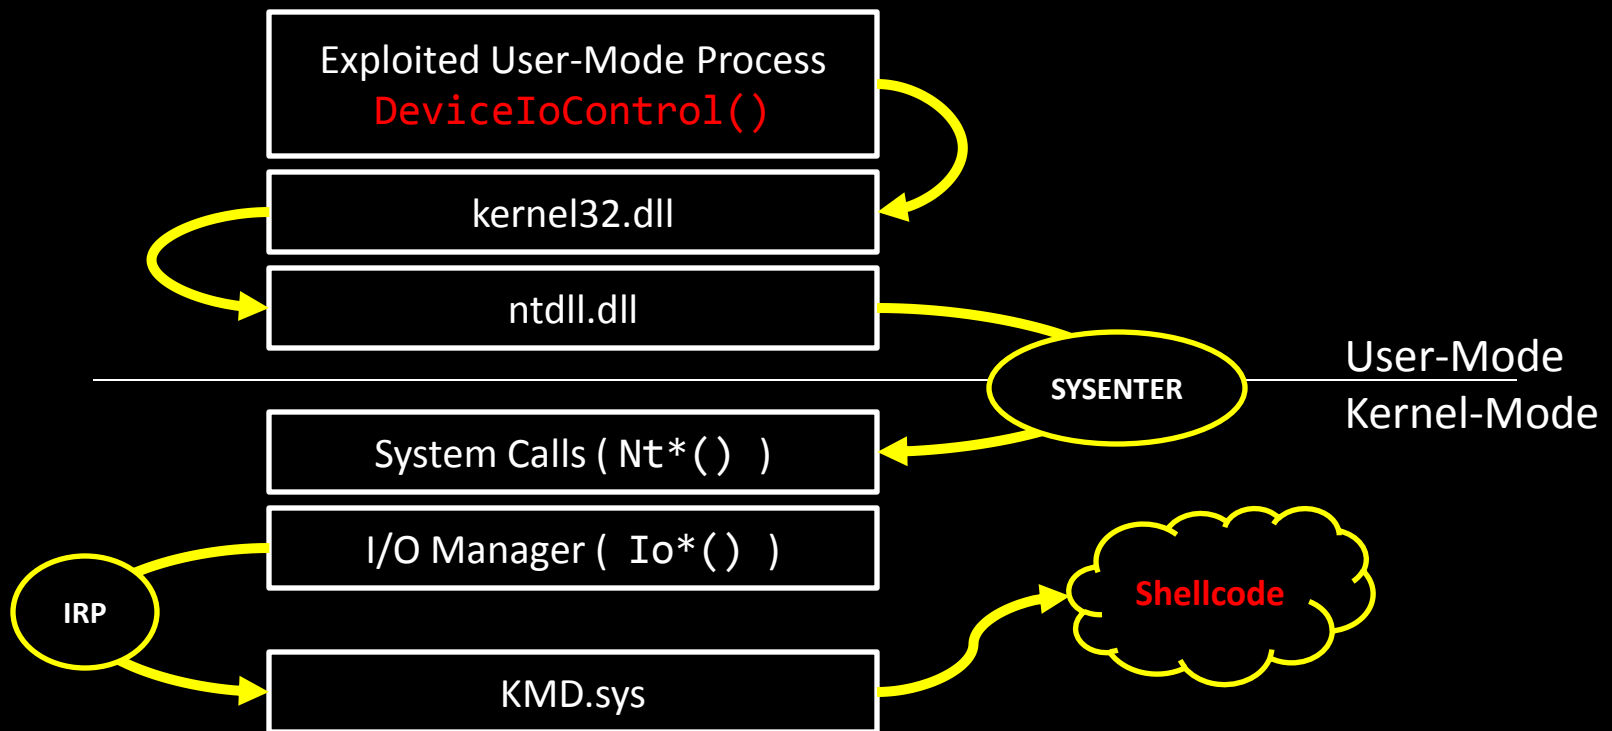 Exploited User-Mode Process
DeviceIoControl()
kernel32.dll
ntdll.dll
User-Mode
SYSENTER
Kernel-Mode
System Calls ( Nt*() )
I/O Manager ( Io*() )
Shellcode
IRP
KMD.sys